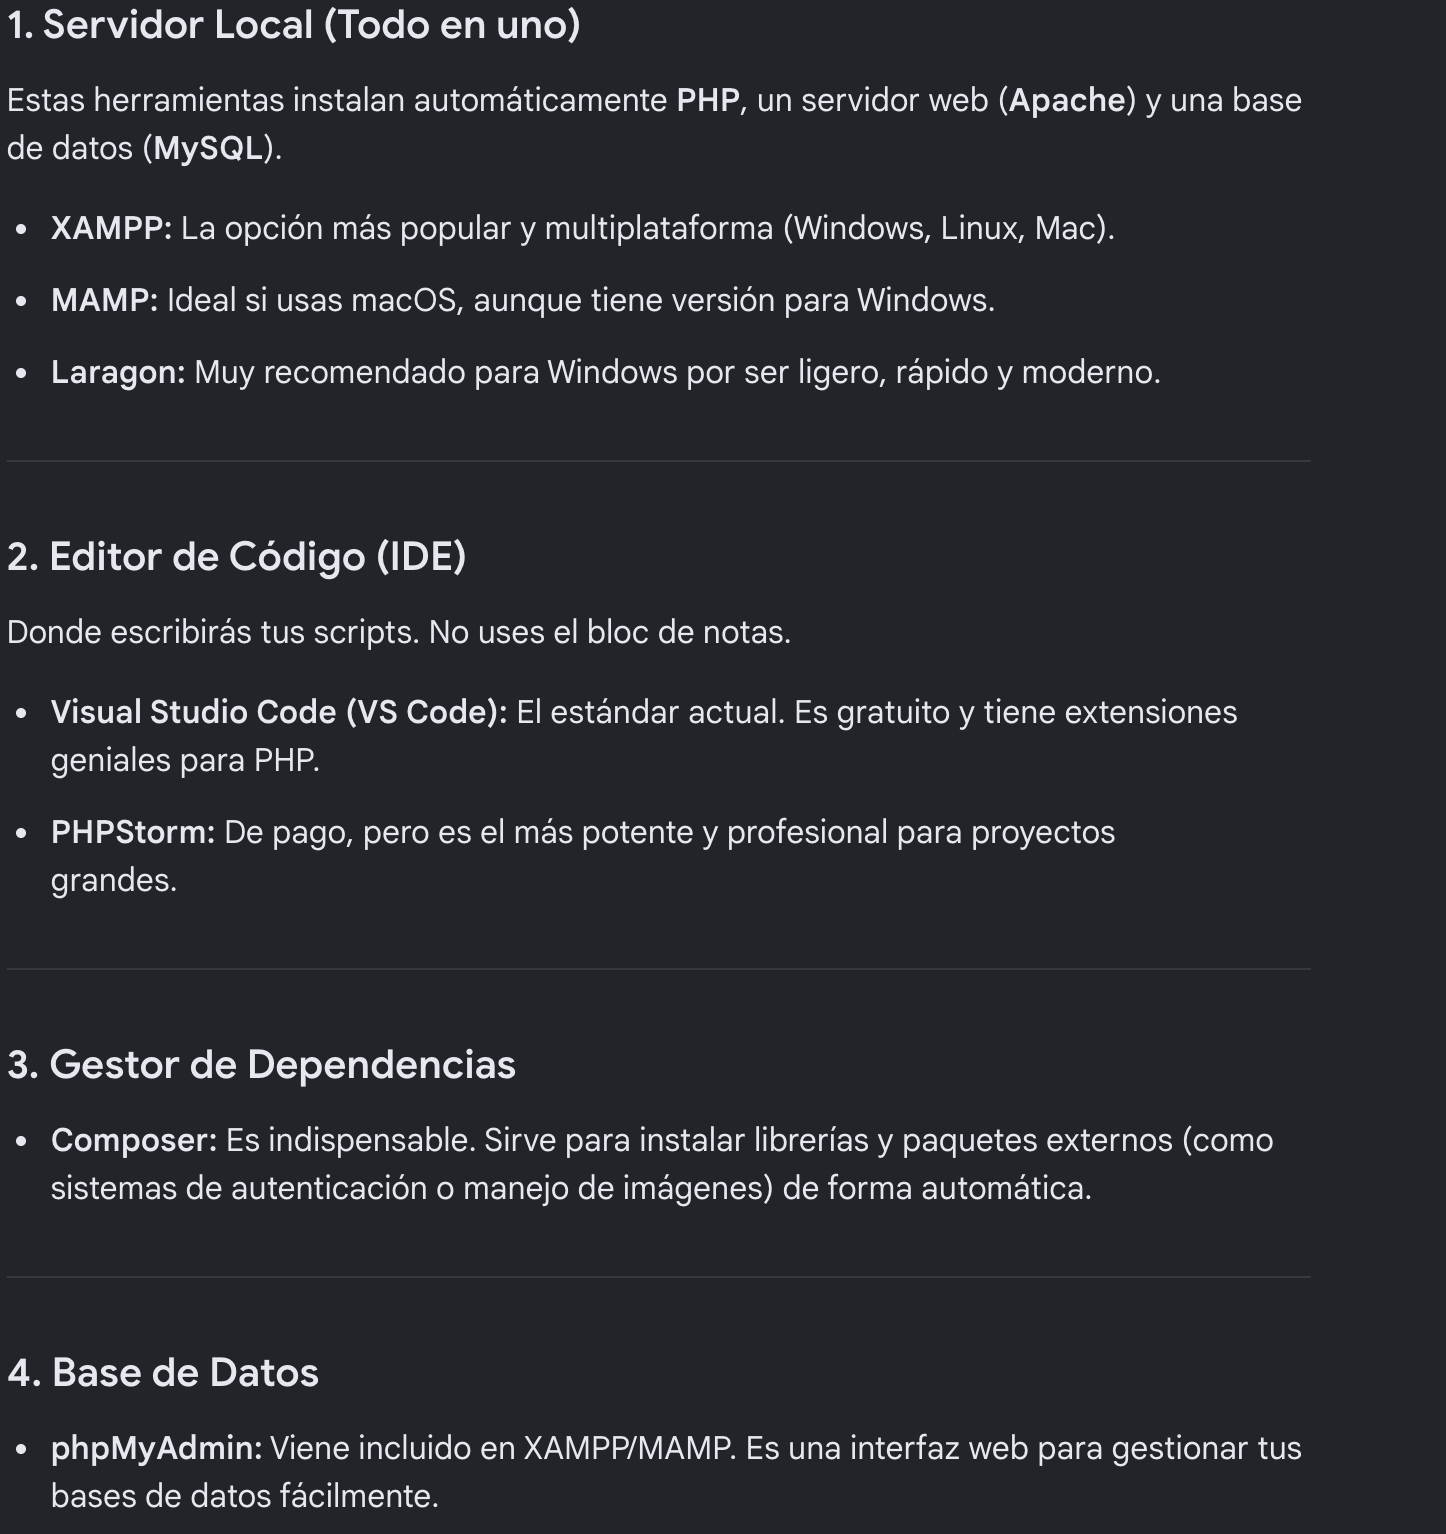 1. Servidor Local (Todo en uno)
Estas herramientas instalan automáticamente PHP, un servidor web (Apache) y una base
de datos (MySQL).
• XAMPP: La opción más popular y multiplataforma (Windows, Linux, Mac).
• MAMP: Ideal si usas macOS, aunque tiene versión para Windows.
• Laragon: Muy recomendado para Windows por ser ligero, rápido y moderno.
2. Editor de Código (IDE)
Donde escribirás tus scripts. No uses el bloc de notas.
• Visual Studio Code (VS Code): El estándar actual. Es gratuito y tiene extensiones
geniales para PHP.
• PHPStorm: De pago, pero es el más potente y profesional para proyectos
grandes.
3. Gestor de Dependencias
• Composer: Es indispensable. Sirve para instalar librerías y paquetes externos (como
sistemas de autenticación o manejo de imágenes) de forma automática.
4. Base de Datos
• phpMyAdmin: Viene incluido en XAMPP/MAMP. Es una interfaz web para gestionar tus
bases de datos fácilmente.